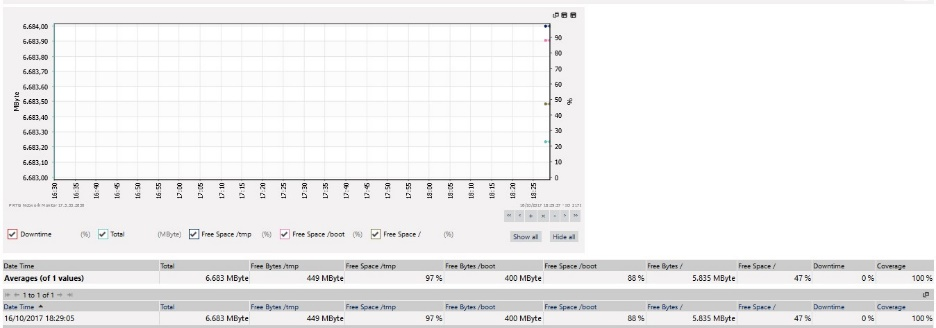 6.684,00
6.683,90
6.683,80
6.683,70
6.683,60
6.683,50
6.683,40
6.683,30
6.683,20
6.683,10
6.683,00
MByte
90
80
70
60
50
40
30
20
10
0
%
16:30 16:35 16:40 16:45 16:50 16:55 17:00 17:05 17:10 17:15 17:20 17:25 17:30 17:35 17:40 17:45 17:50 17:55 18:00 18:05 18:10 18:15 18:20 18:25
Downtime (%) Total (MByte) Free Space /tmp (%) Free Space /boot (%) Free Space / (%)
Show all Hide all
Date Time Total Free Bytes /tmp Free Space /tmp Free Bytes /boot Free Space /boot Free Bytes / Free Space / Downtime Coverage
Averages (of 1 values) 6.683 MByte 449 MByte 97 % 400 MByte 88 % 5.835 MByte 47 % 0 % 100 %
1 to 1 of 1
Date Time Total Free Bytes /tmp Free Space /tmp Free Bytes /boot Free Space /boot Free Bytes / Free Space / Downtime Coverage
16/10/2017 18:29:05 6.683 MByte 449 MByte 97 % 400 MByte 88 % 5.835 MByte 47 % 0 % 100 %